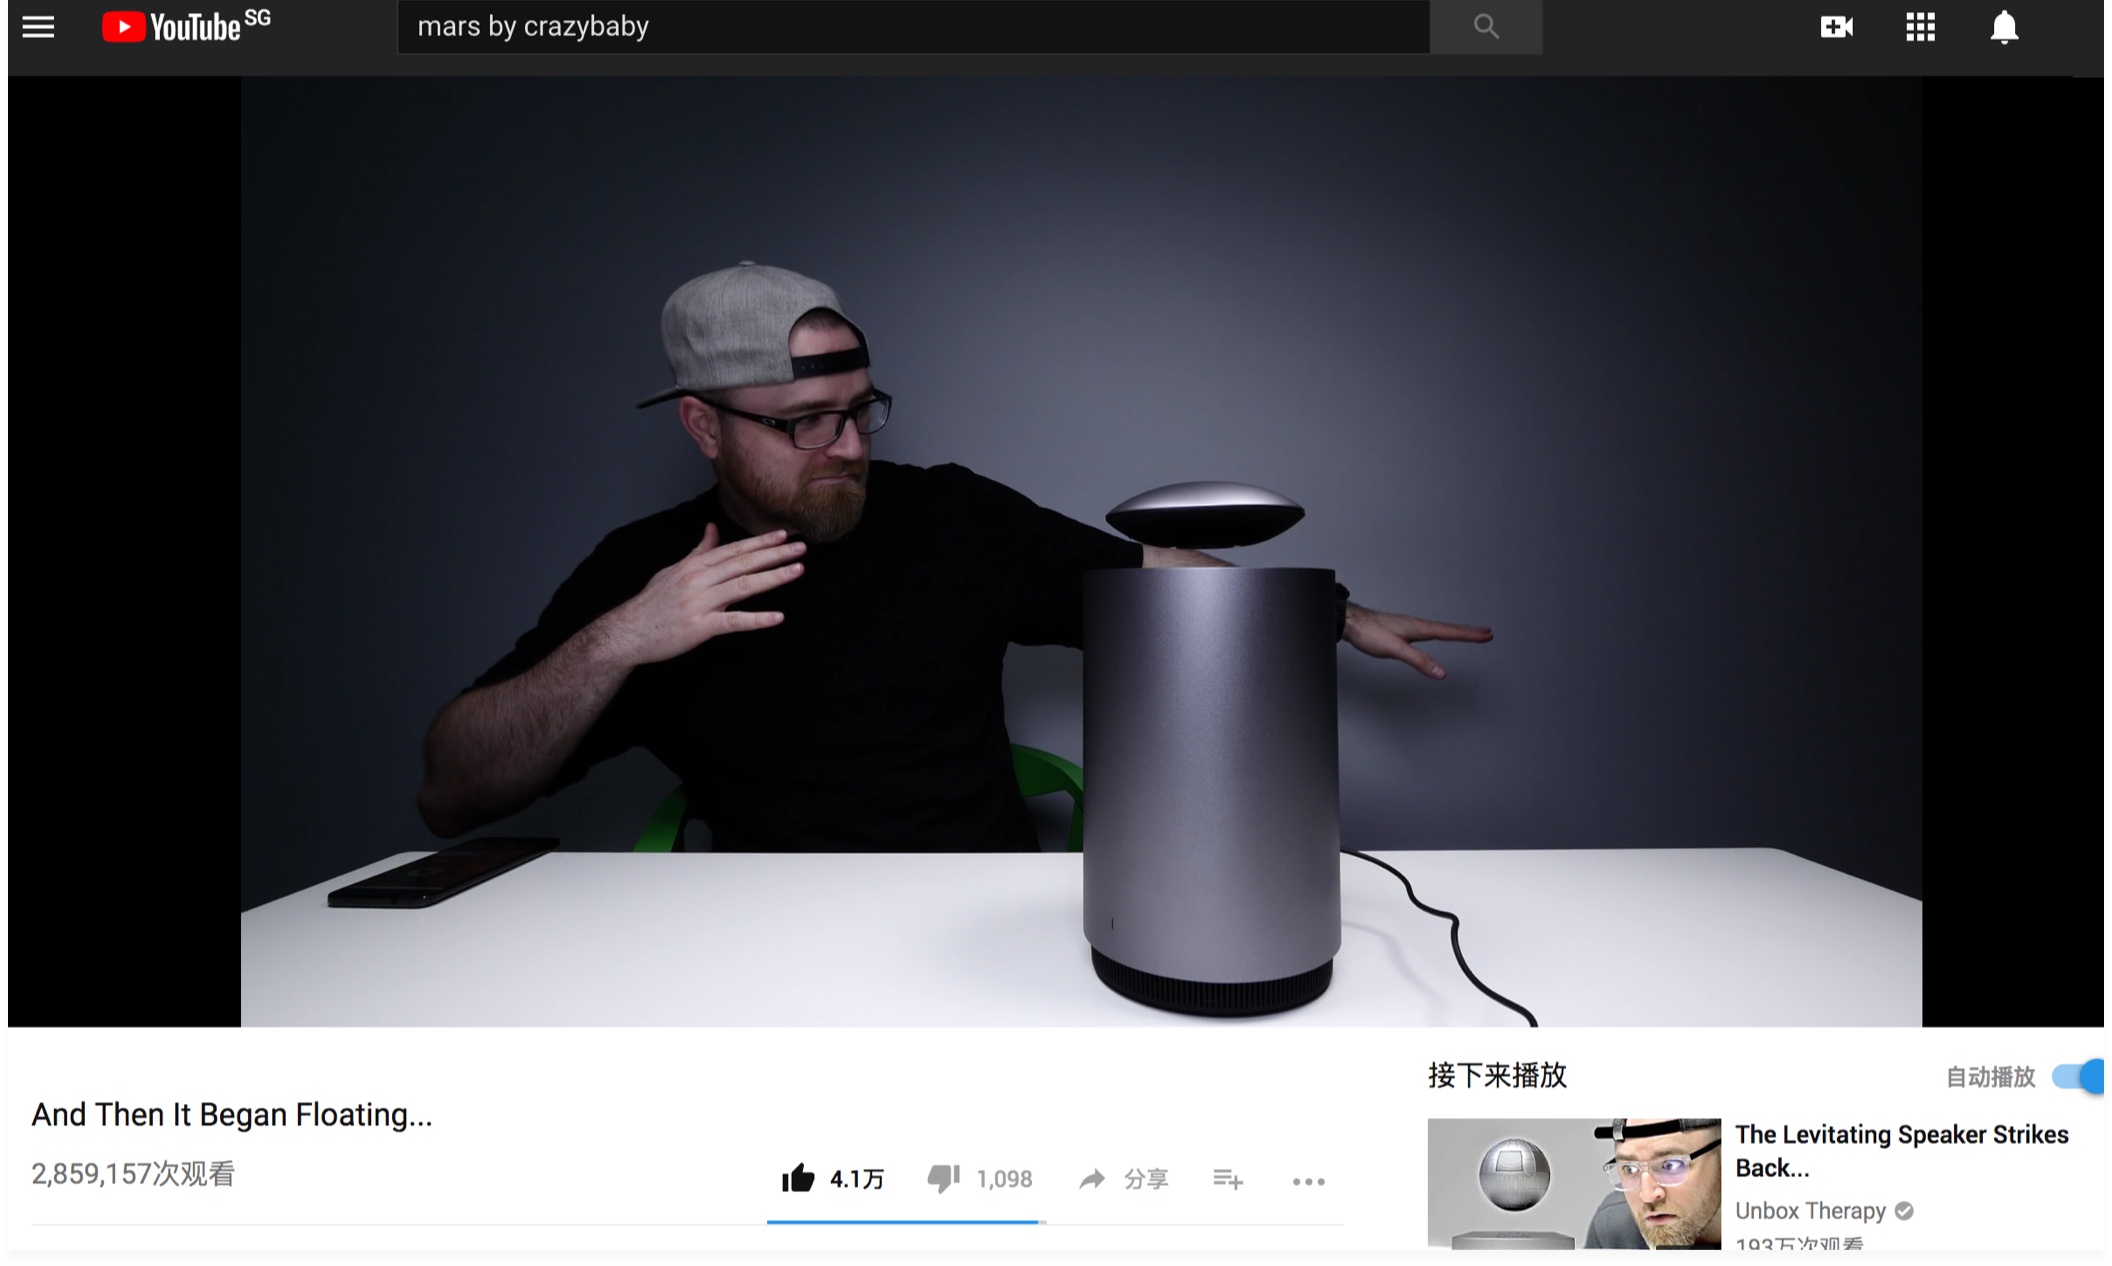 YouTube SG
mars by crazybaby
And Then It Began Floating...
2,859,157次观看
4.1万
1,098
分享
接下来播放
自动播放
The Levitating Speaker Strikes
Back...
Unbox Therapy
193万次观看